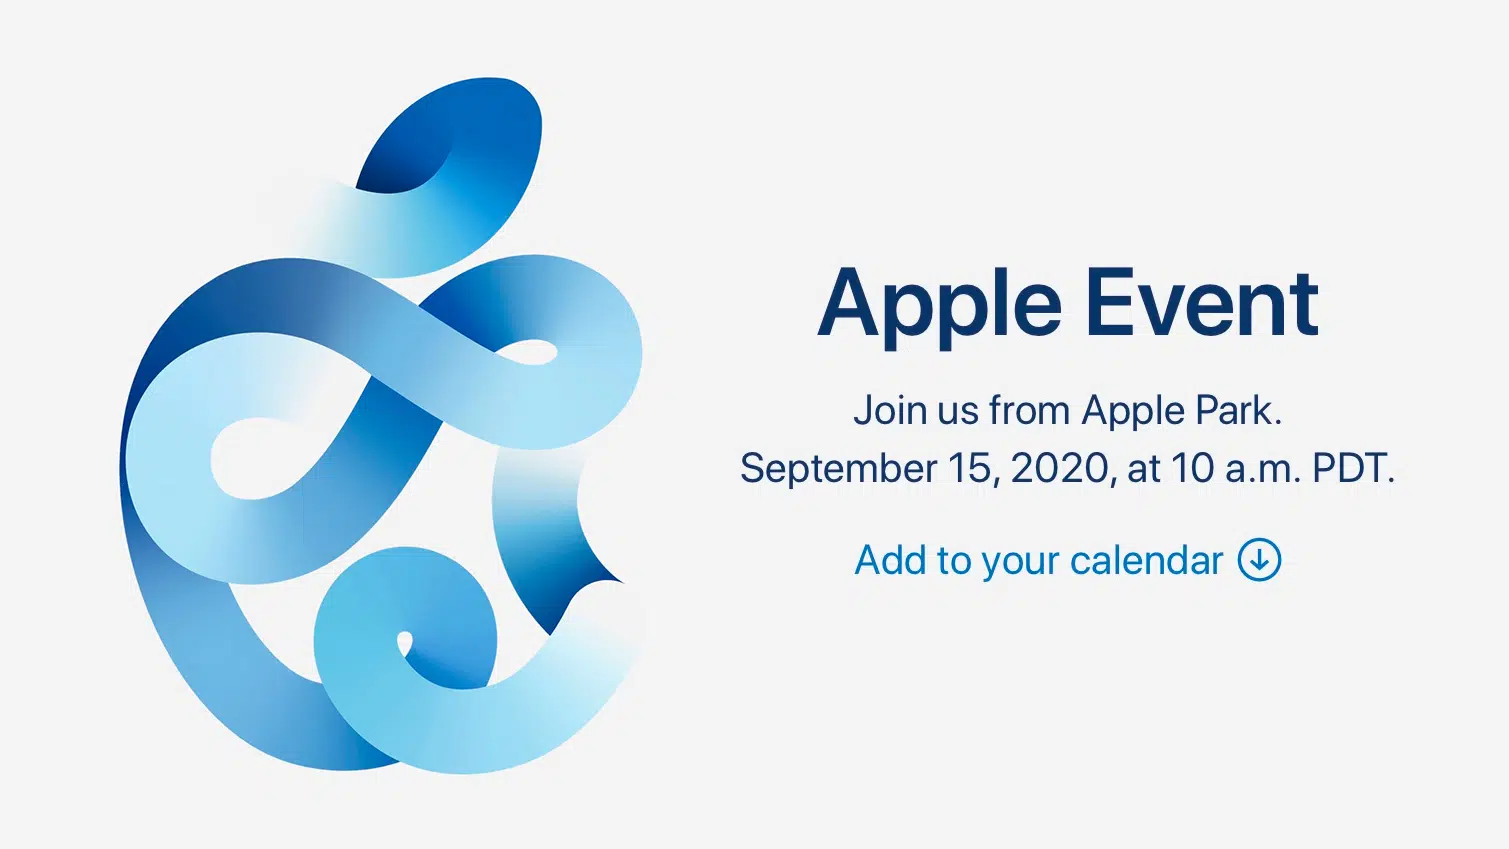 Apple Event
Join us from Apple Park.
September 15, 2020, at 10 a.m. PDT.
Add to your calendar